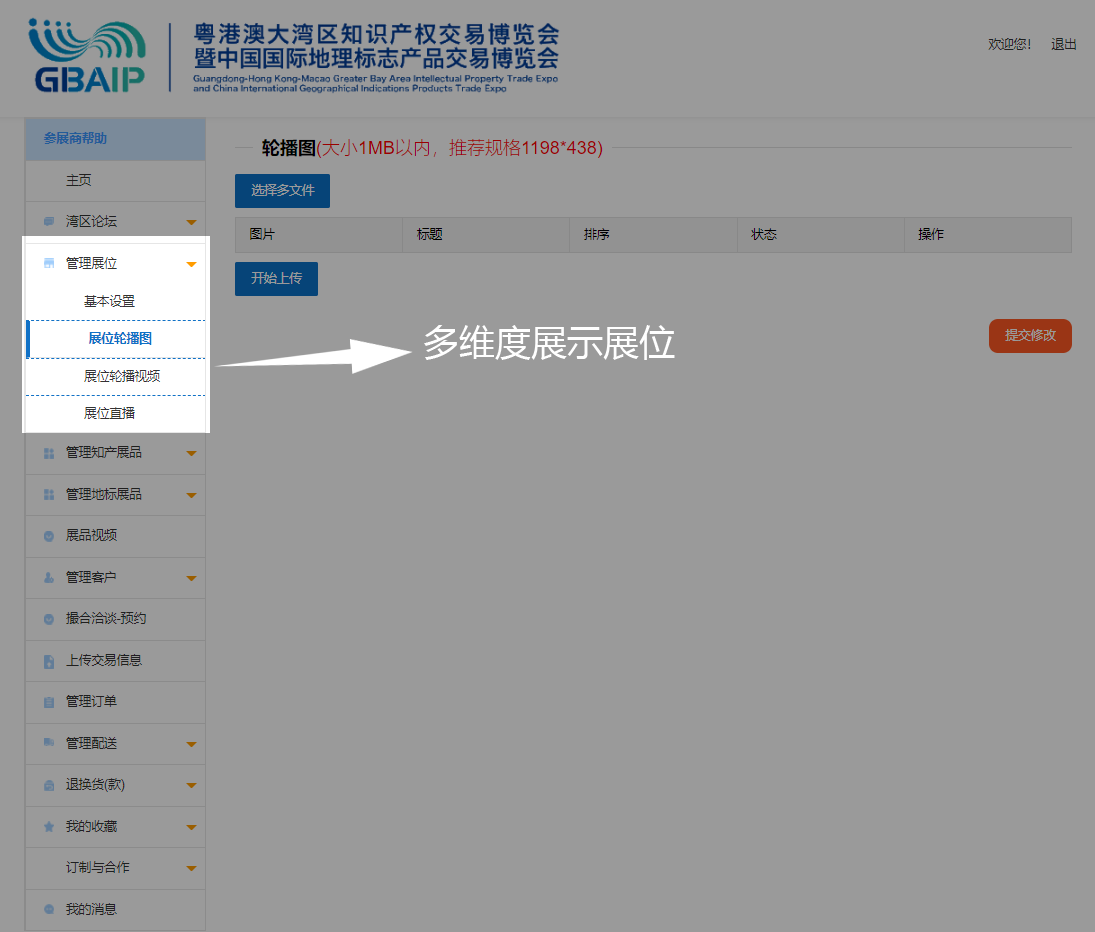 GBAIP
粤港澳大湾区知识产权交易博览会
暨中国国际地理标志产品交易博览会
Guangdong-Hong Kong-Macao Greater Bay Area Intellectual Property Trade Expo
and China International Geographical Indications Products Trade Expo
欢迎您! 退出
参展商帮助
主页
湾区论坛
管理展位
基本设置
展位轮播图
展位轮播视频
展位直播
管理知产展品
管理地标展品
展品视频
管理客户
撮合洽谈-预约
上传交易信息
管理订单
管理配送
退换货(款)
我的收藏
订制与合作
我的消息
轮播图(大小1MB以内，推荐规格1198*438)
选择多文件
图片 标题 排序 状态 操作
开始上传
提交修改
多维度展示展位